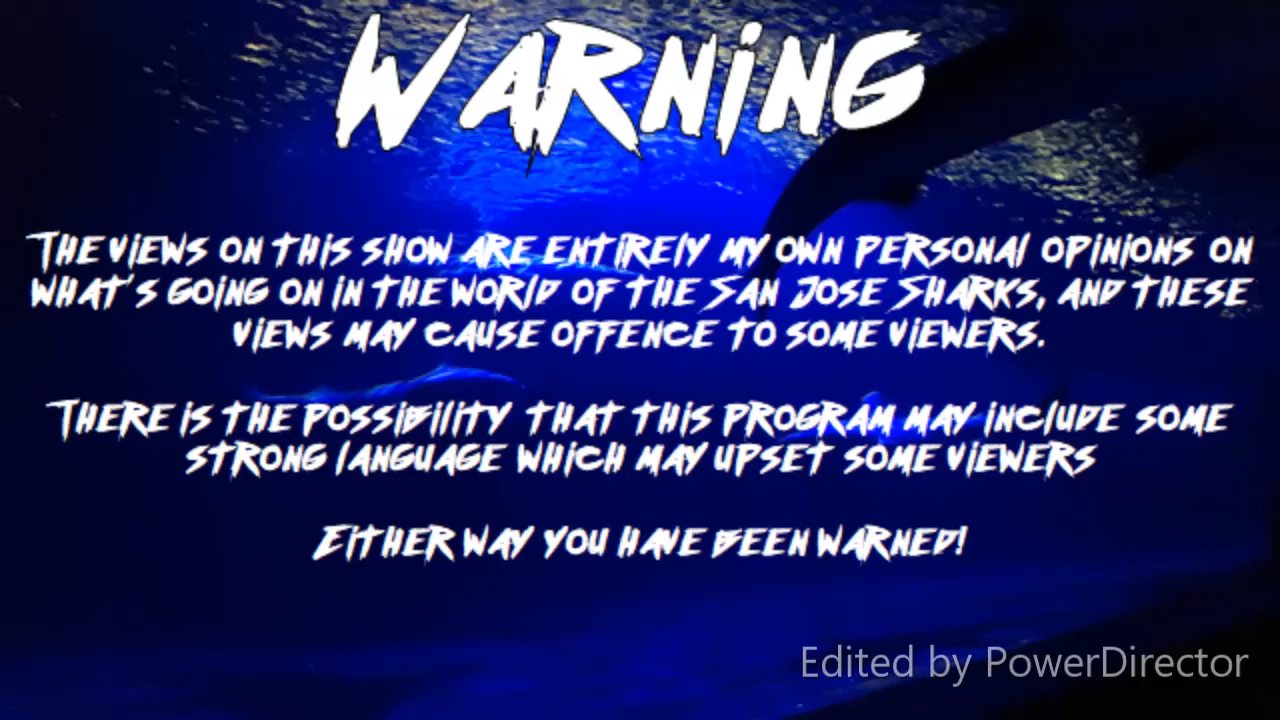 WARNING
THE VIEWS ON THIS SHOW ARE ENTIRELY MY OWN PERSONAL OPINIONS ON
WHAT'S GOING ON IN THE WORLD OF THE SAN JOSE SHARKS, AND THESE
VIEWS MAY CAUSE OFFENCE TO SOME VIEWERS.
THERE IS THE POSSIBILITY THAT THIS PROGRAM MAY INCLUDE SOME
STRONG LANGUAGE WHICH MAY UPSET SOME VIEWERS
EITHER WAY YOU HAVE BEEN WARNED!
Edited by PowerDirector